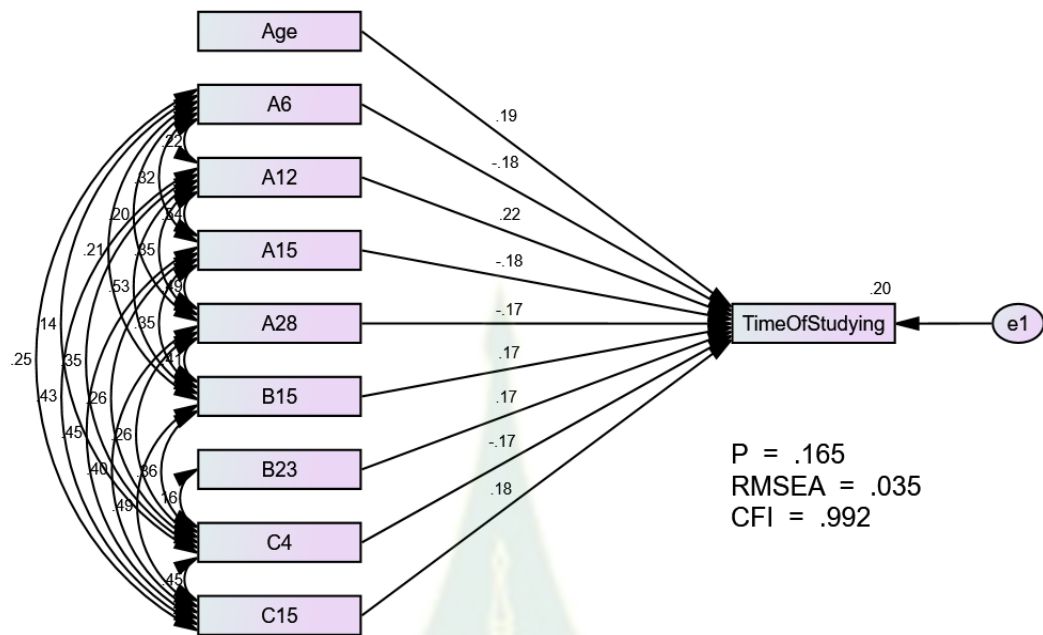 Age
A6
A12
A15
A28
B15
B23
C4
C15
.19
-.18
.22
-.18
-.17
.17
.17
-.17
.18
.22
.32
.54
.20
.35
.49
.21
.53
.35
.41
.14
.35
.25
.43
.26
.45
.26
.36
.40
.16
.49
.45
.20
TimeOfStudying
e1
P = .165
RMSEA = .035
CFI = .992